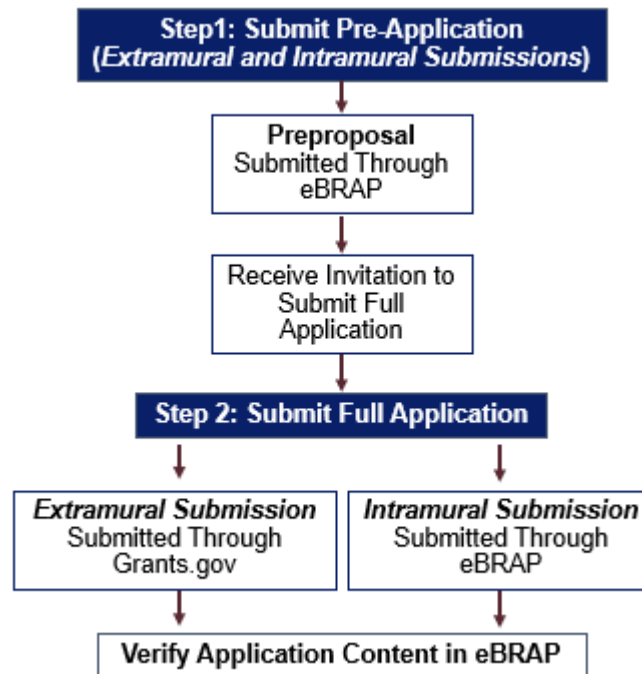 Step1: Submit Pre-Application
(Extramural and Intramural Submissions)
Preproposal
Submitted Through
eBRAP
Receive Invitation to
Submit Full
Application
Step 2: Submit Full Application
Extramural Submission
Submitted Through
Grants.gov
Intramural Submission
Submitted Through
eBRAP
Verify Application Content in eBRAP